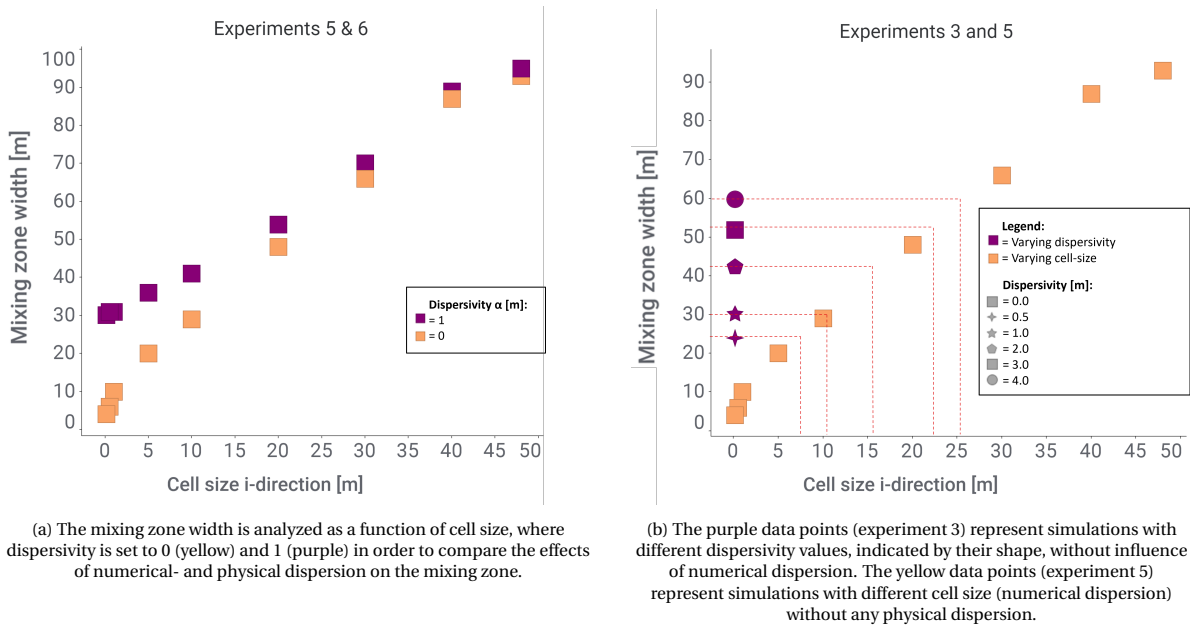 Experiments 5 & 6
Mixing zone width [m]
100
90
80
70
60
50
40
30
20
10
0
0 5 10 15 20 25 30 35 40 45 50
Cell size i-direction [m]
Dispersivity α [m]:
= 1
= 0
(a) The mixing zone width is analyzed as a function of cell size, where
dispersivity is set to 0 (yellow) and 1 (purple) in order to compare the effects
of numerical- and physical dispersion on the mixing zone.
Experiments 3 and 5
Mixing zone width [m]
90
80
70
60
50
40
30
20
10
0
0 5 10 15 20 25 30 35 40 45 50
Cell size i-direction [m]
Legend:
= Varying dispersivity
= Varying cell-size
Dispersivity [m]:
= 0.0
= 0.5
= 1.0
= 2.0
= 3.0
= 4.0
(b) The purple data points (experiment 3) represent simulations with
different dispersivity values, indicated by their shape, without influence
of numerical dispersion. The yellow data points (experiment 5)
represent simulations with different cell size (numerical dispersion)
without any physical dispersion.